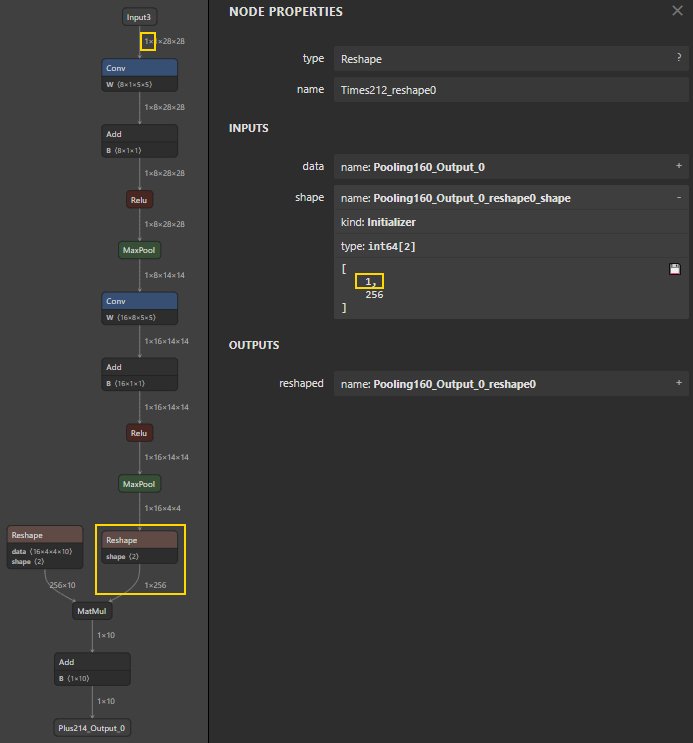 Input3
1×1×28×28
Conv
W ⟨8×1×5×5⟩
1×8×28×28
Add
B ⟨8×1×1⟩
1×8×28×28
Relu
1×8×28×28
MaxPool
1×8×14×14
Conv
W ⟨16×8×5×5⟩
1×16×14×14
Add
B ⟨16×1×1⟩
1×16×14×14
Relu
1×16×14×14
MaxPool
1×16×4×4
Reshape
data ⟨16×4×4×10⟩
shape ⟨2⟩
256×10
Reshape
shape ⟨2⟩
1×256
MatMul
1×10
Add
B ⟨1×10⟩
1×10
Plus214_Output_0
NODE PROPERTIES
type Reshape ?
name Times212_reshape0
INPUTS
data name: Pooling160_Output_0 +
shape name: Pooling160_Output_0_reshape0_shape -
kind: Initializer
type: int64[2]
[
1,
256
]
OUTPUTS
reshaped name: Pooling160_Output_0_reshape0 +